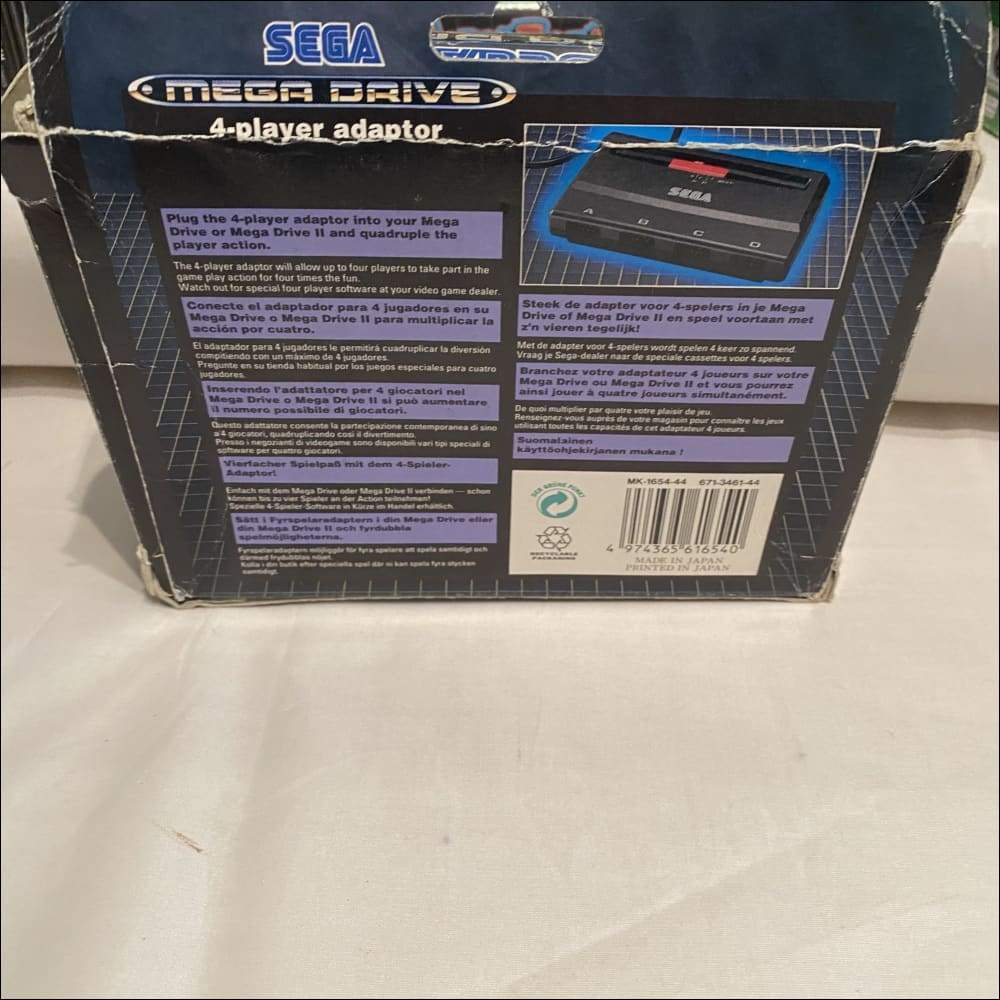 SEGA
MEGA DRIVE
4-player adaptor
Plug the 4-player adaptor into your Mega
Drive or Mega Drive II and quadruple the
player action.
The 4-player adaptor will allow up to four players to take part in the
game play action for four times the fun.
Watch out for special four player software at your video game dealer.
Conecte el adaptador para 4 jugadores en su
Mega Drive o Mega Drive II para multiplicar la
acción por cuatro.
El adaptador para 4 jugadores le permitirá cuadruplicar la diversión
compitiendo con un máximo de 4 jugadores.
Pregunte en su tienda habitual por los juegos especiales para cuatro
jugadores.
Inserendo l'adattatore per 4 giocatori nel
Mega Drive o Mega Drive II si può aumentare
il numero possibile di giocatori.
Questo adattatore consente la partecipazione contemporanea di sino
a 4 giocatori, quadruplicando così il divertimento.
Presso i negozianti di videogame sono disponibili vari tipi speciali di
software per quattro giocatori.
Vierfacher Spielpaß mit dem 4-Spieler-
Adaptor!
Einfach mit dem Mega Drive oder Mega Drive II verbinden — schon
können bis zu vier Spieler an der Action teilnehmen!
Spezielle 4-Spieler-Software in Kürze im Handel erhältlich.
Sätt i Fyrspelaradaptern i din Mega Drive eller
din Mega Drive II och fyrdubbla
spelmöjligheterna.
Fyrspelaradaptern möjliggör för fyra spelare att spela samtidigt och
därmed fyrdubblas nöjet.
Kolla i din butik efter speciella spel där ni kan spela fyra stycken
samtidigt.
SEGA
A B C D
Steek de adapter voor 4-spelers in je Mega
Drive of Mega Drive II en speel voortaan met
z'n vieren tegelijk!
Met de adapter voor 4-spelers wordt spelen 4 keer zo spannend.
Vraag je Sega-dealer naar de speciale cassettes voor 4 spelers.
Branchez votre adaptateur 4 joueurs sur votre
Mega Drive ou Mega Drive II et vous pourrez
ainsi jouer à quatre joueurs simultanément.
De quoi multiplier par quatre votre plaisir de jeu.
Renseignez-vous auprès de votre magasin pour connaître les jeux
utilisant toutes les capacités de cet adaptateur 4 joueurs.
Suomalainen
käyttöohjekirjanen mukana !
DER GRÜNE PUNKT
RECYCLABLE
PACKAGING
MK-1654-44 671-3461-44
4 974365 616540
MADE IN JAPAN
PRINTED IN JAPAN